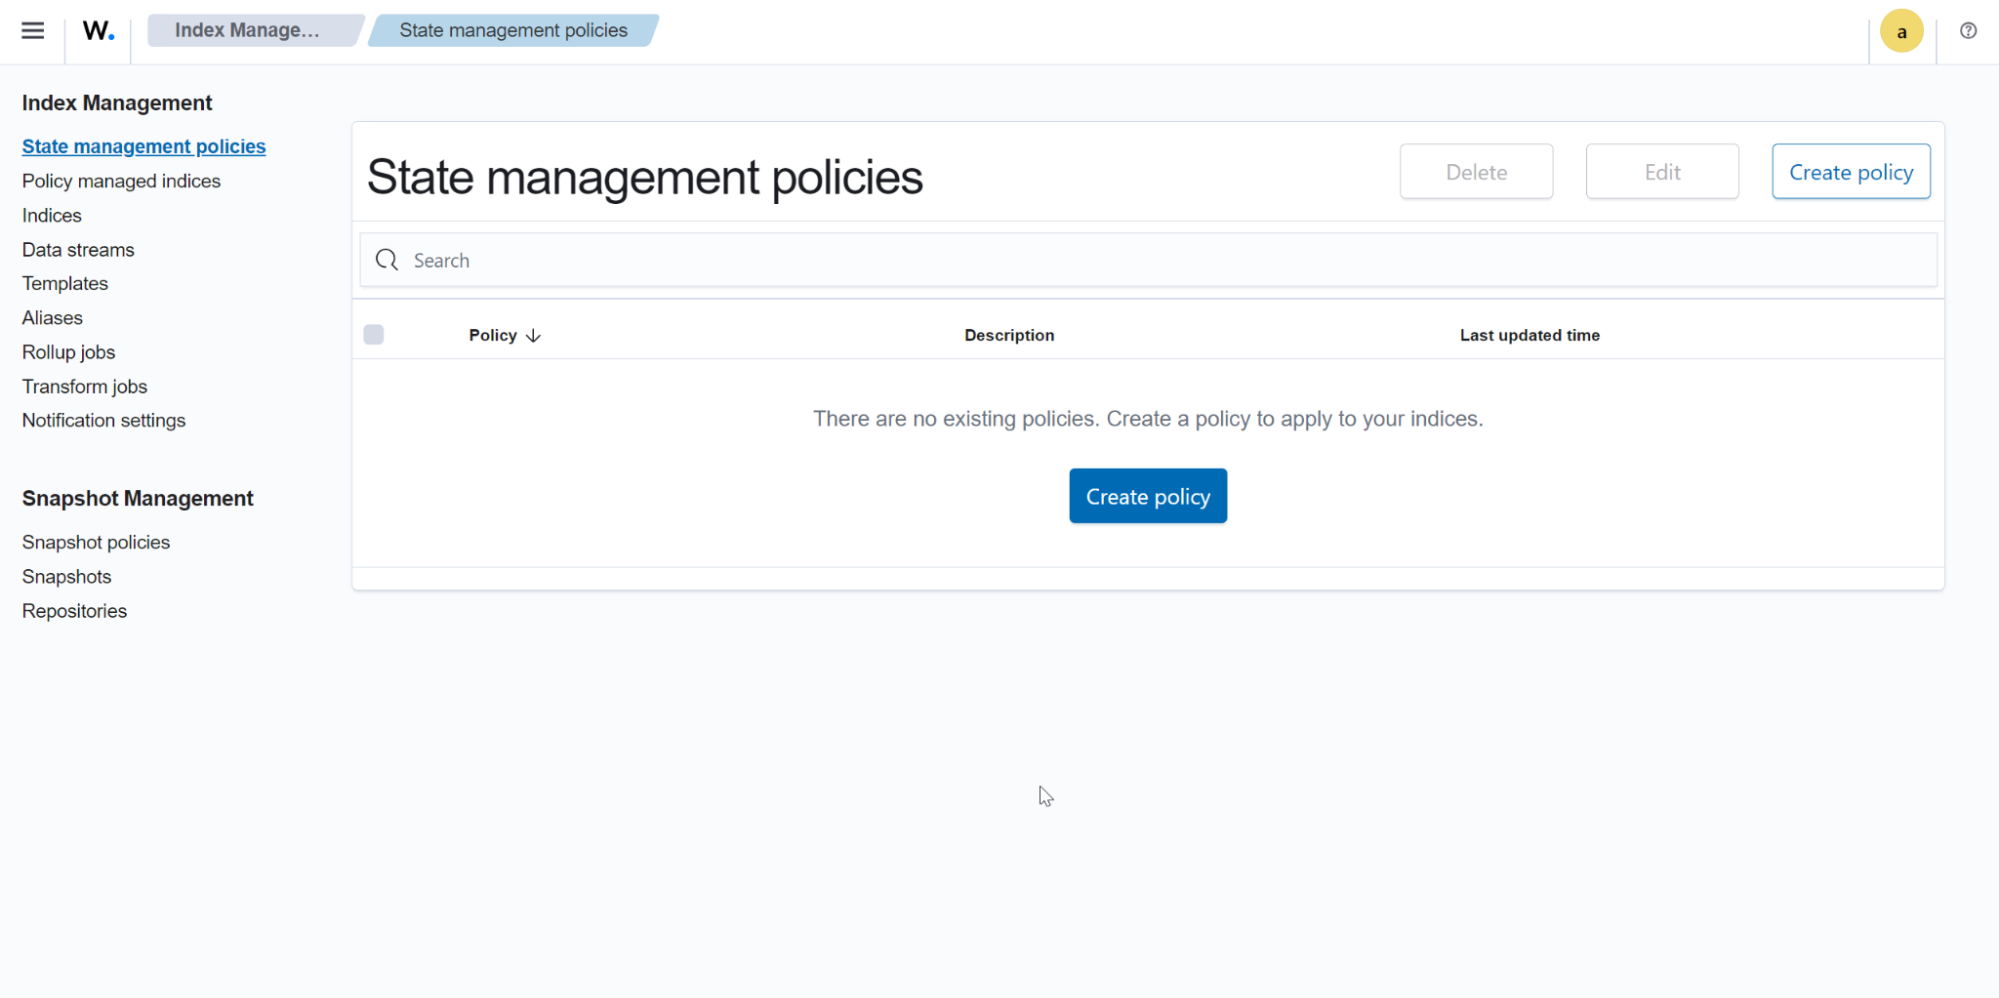 W.
Index Manage...
State management policies
a
Index Management
State management policies
Policy managed indices
Indices
Data streams
Templates
Aliases
Rollup jobs
Transform jobs
Notification settings
Snapshot Management
Snapshot policies
Snapshots
Repositories
State management policies
Delete
Edit
Create policy
Search
Policy
Description
Last updated time
There are no existing policies. Create a policy to apply to your indices.
Create policy